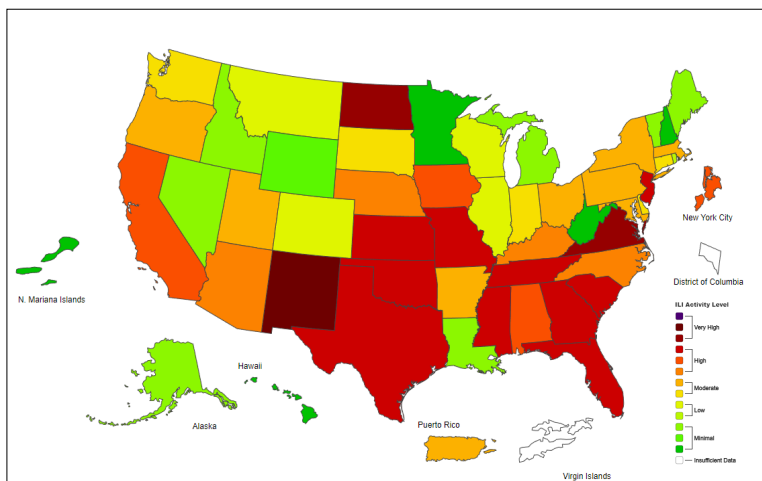 New York City
District of Columbia
N. Mariana Islands
ILI Activity Level
Very High
High
Moderate
Low
Minimal
Insufficient Data
Hawaii
Alaska
Puerto Rico
Virgin Islands